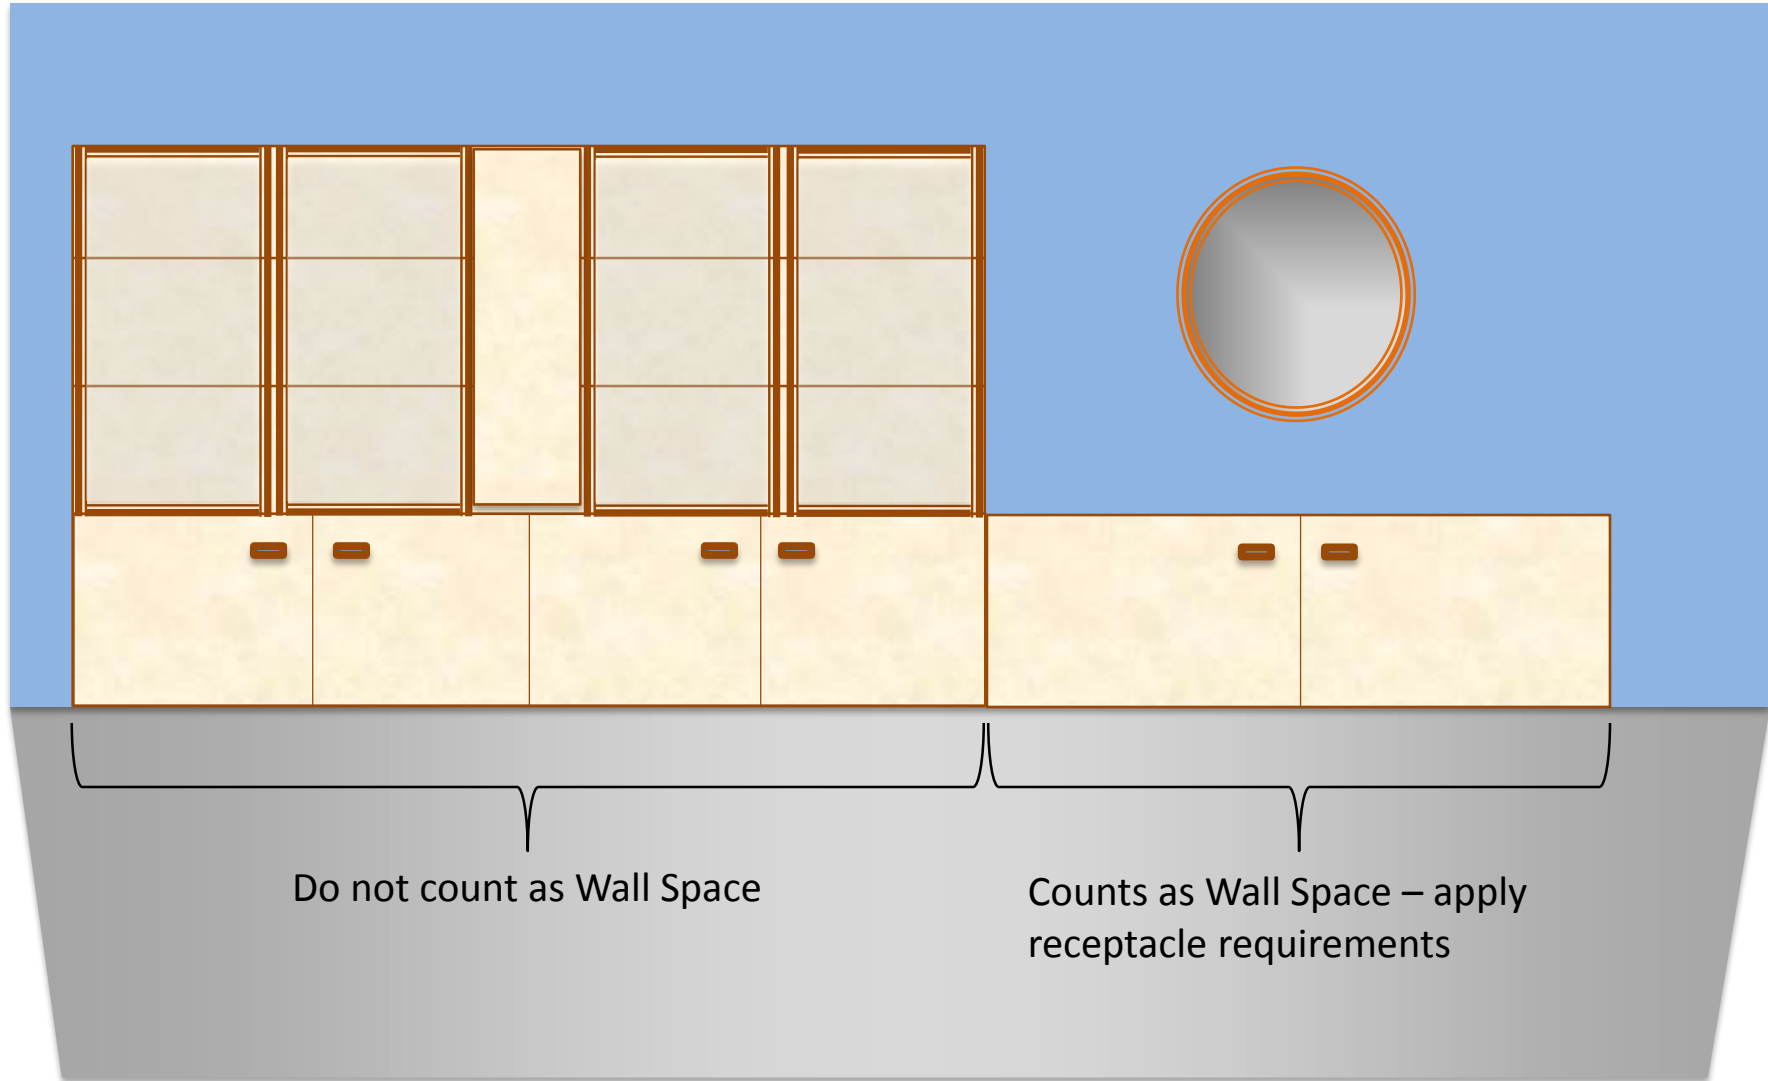 Do not count as Wall Space
Counts as Wall Space – apply
receptacle requirements